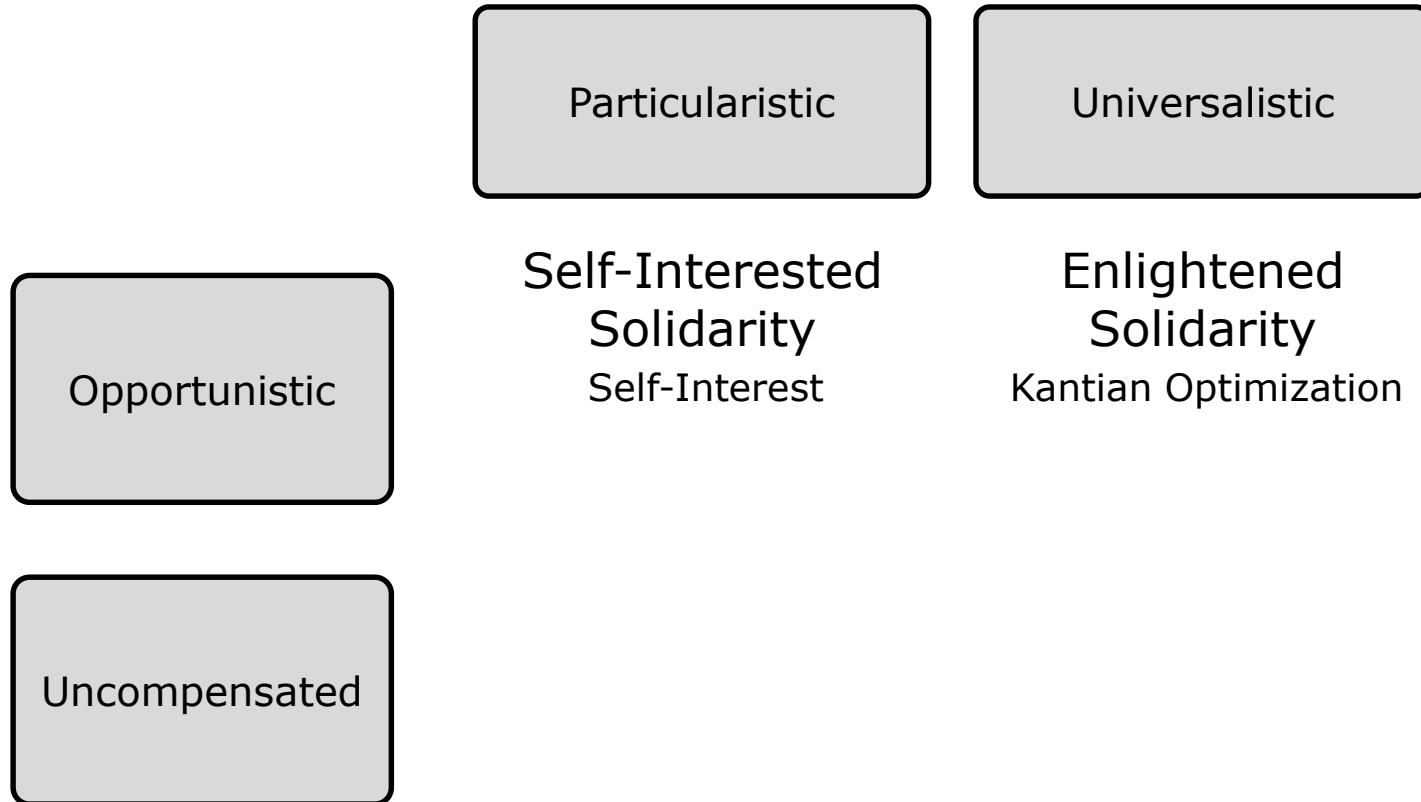 Particularistic
Universalistic
Self-Interested
Solidarity
Self-Interest
Enlightened
Solidarity
Kantian Optimization
Opportunistic
Uncompensated